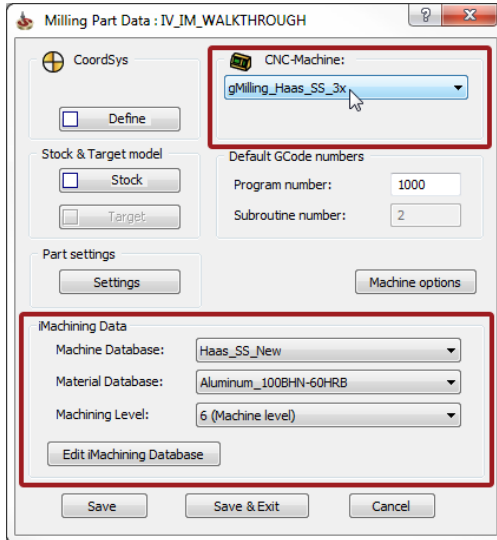 Milling Part Data : IV_IM_WALKTHROUGH
CoordSys
Define
CNC-Machine:
gMilling_Haas_SS_3x
Stock & Target model
Stock
Target
Default GCode numbers
Program number: 1000
Subroutine number: 2
Part settings
Settings
Machine options
iMachining Data
Machine Database: Haas_SS_New
Material Database: Aluminum_100BHN-60HRB
Machining Level: 6 (Machine level)
Edit iMachining Database
Save Save & Exit Cancel